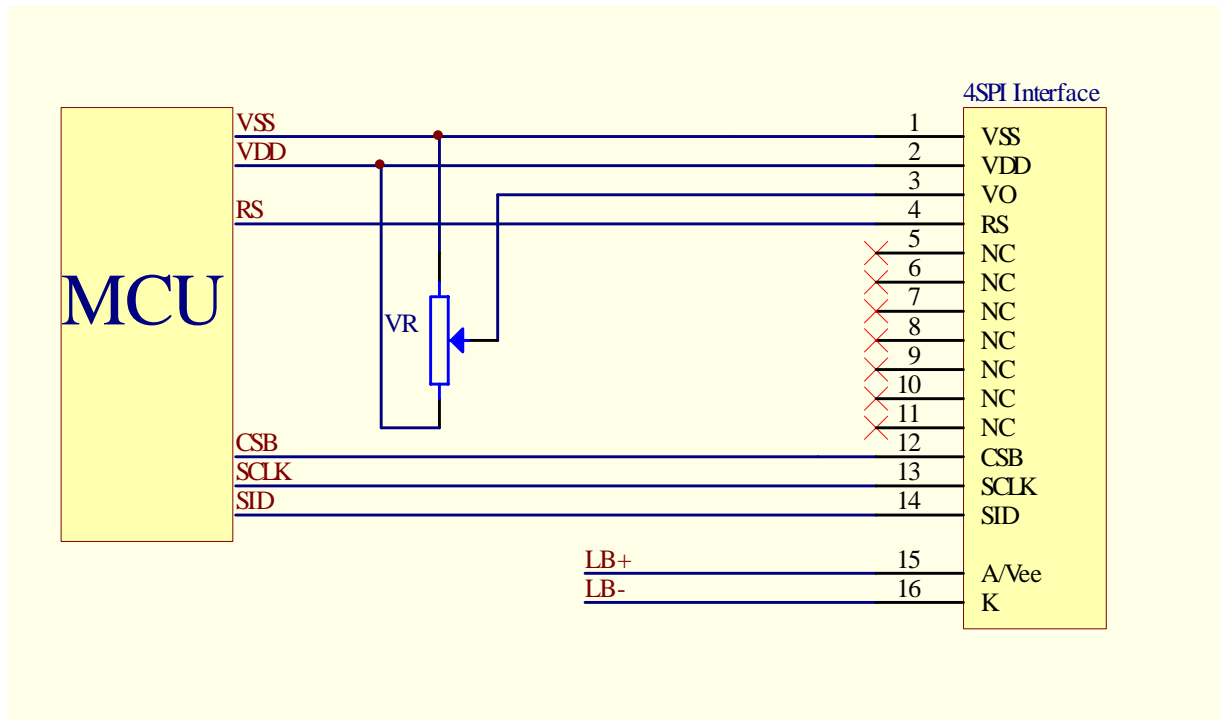 4SPI Interface
VSS 1 VSS
VDD 2 VDD
3 VO
RS 4 RS
5 NC
6 NC
MCU
7 NC
VR 8 NC
9 NC
10 NC
11 NC
CSB 12 CSB
SCLK 13 SCLK
SID 14 SID
LB+ 15 A/Vee
LB- 16 K